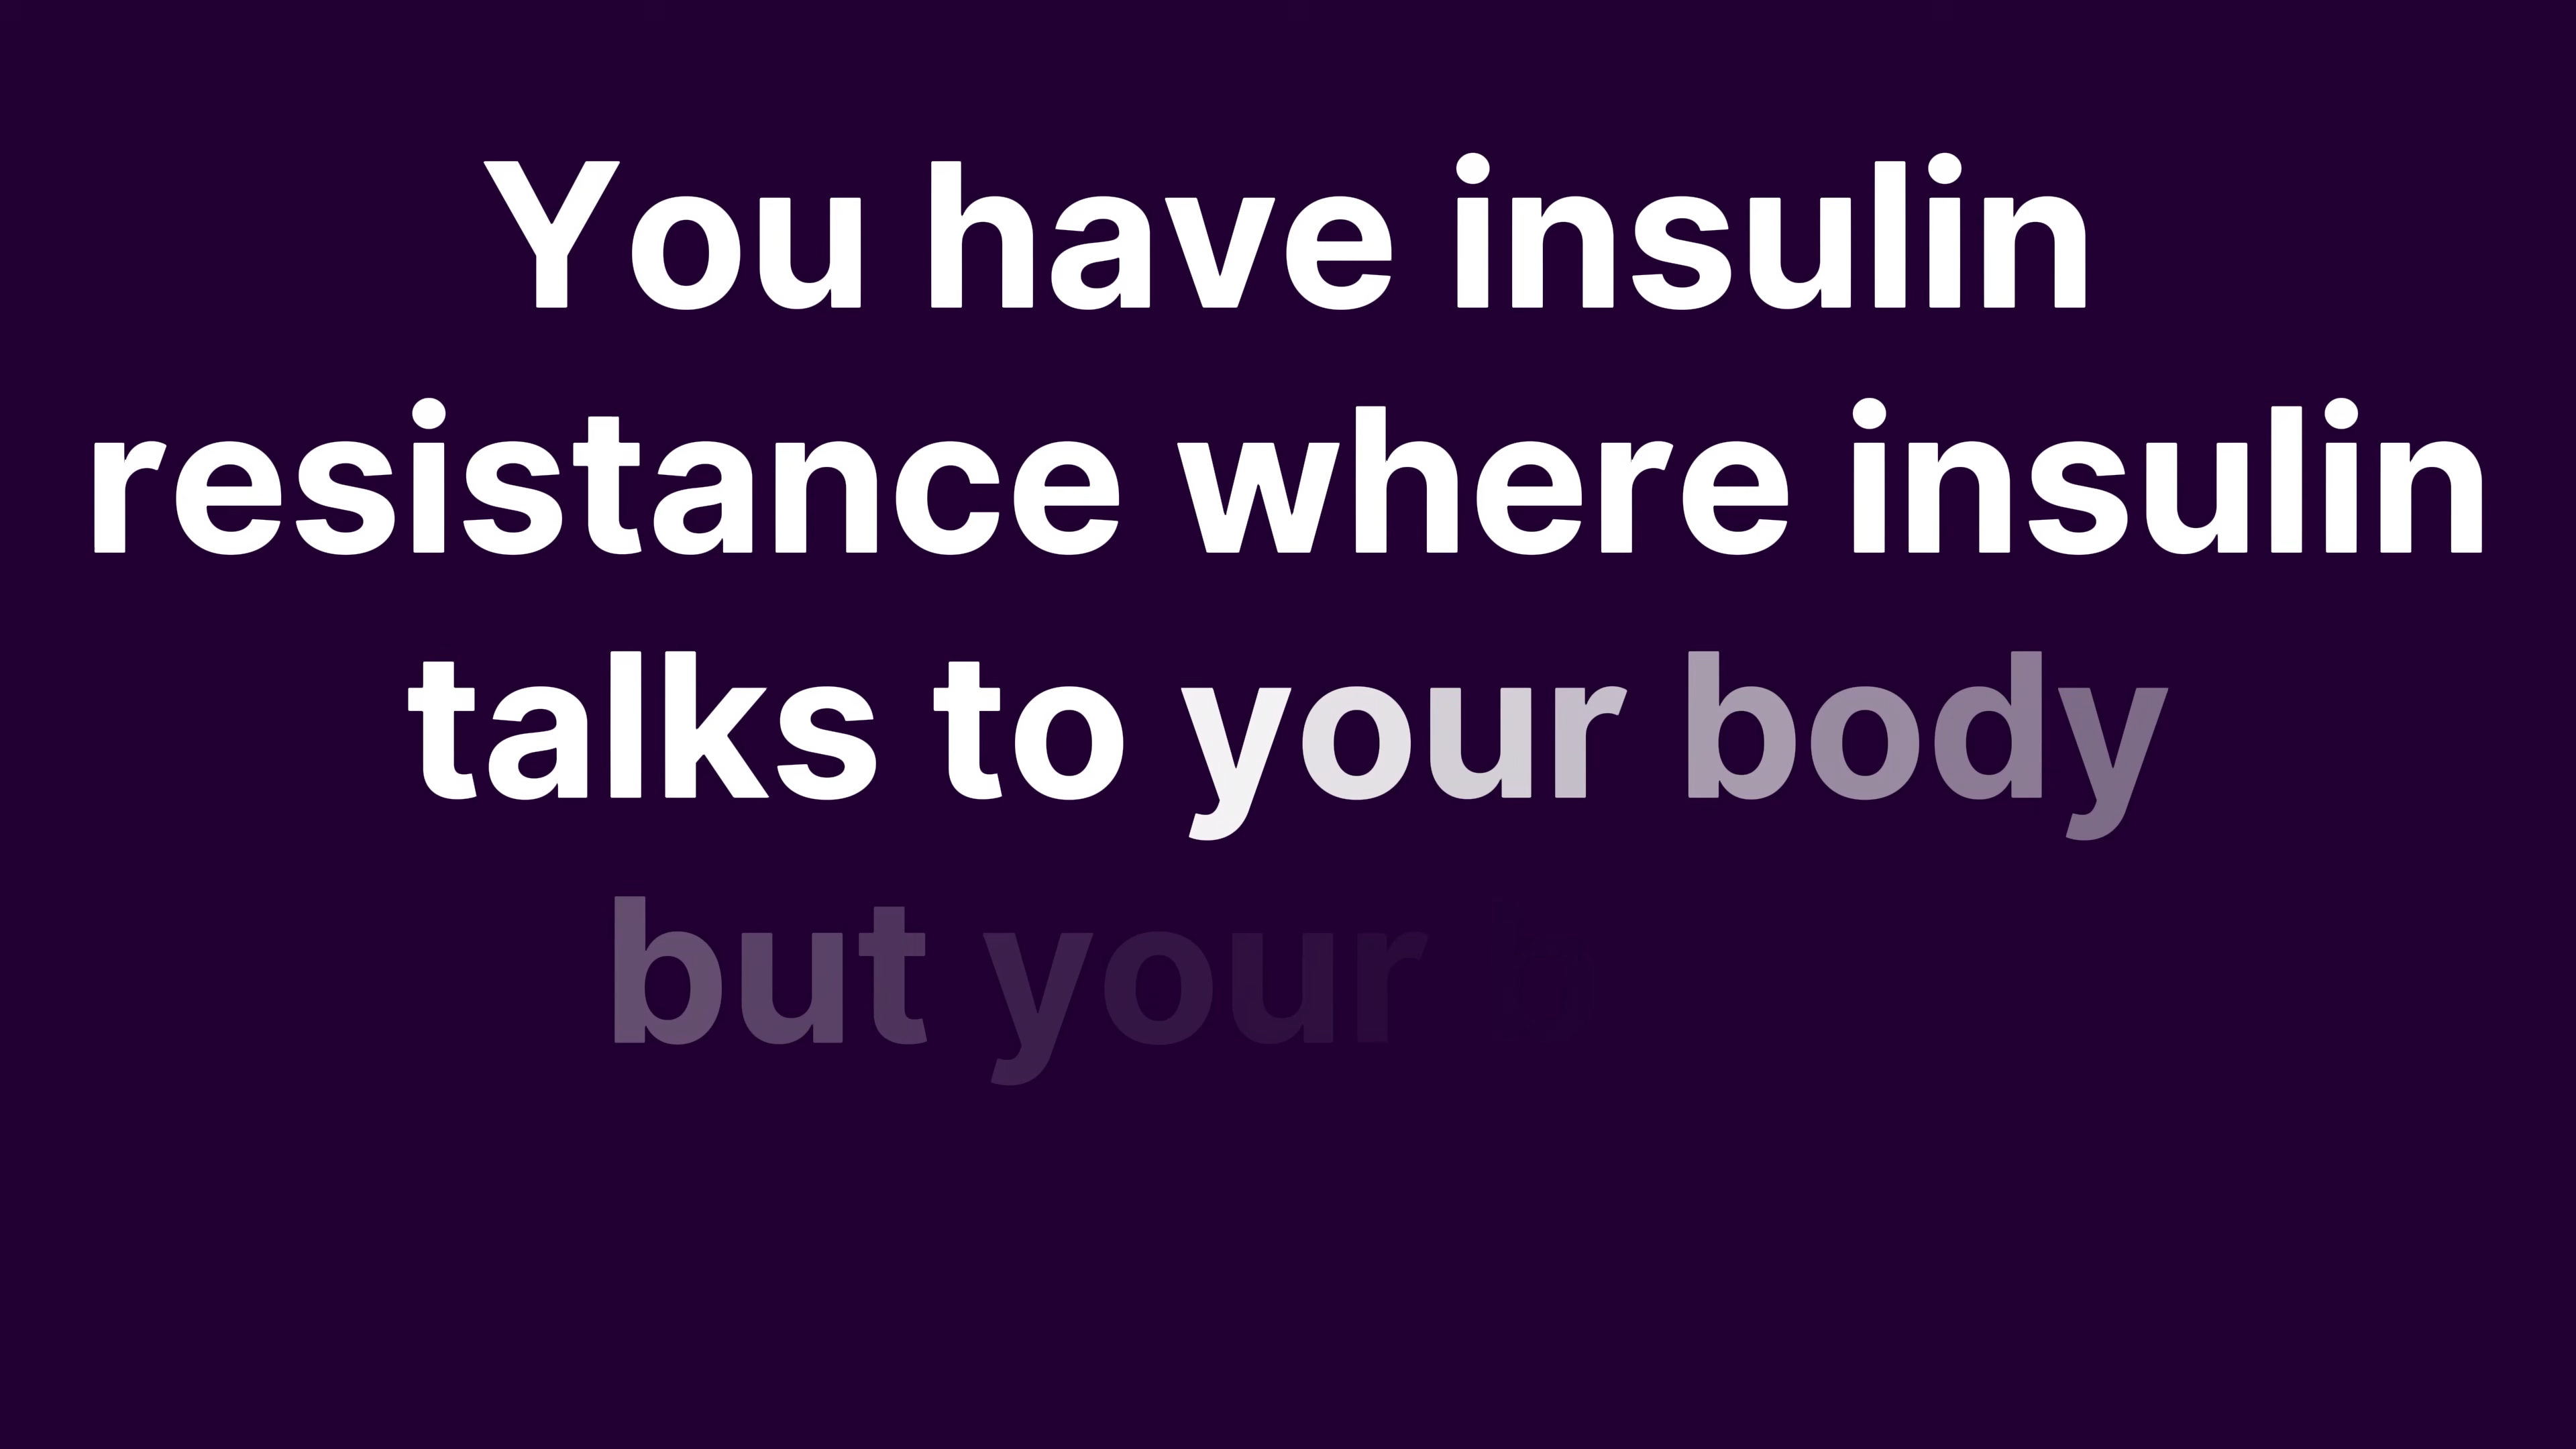 You have insulin
resistance where insulin
talks to your body
but your